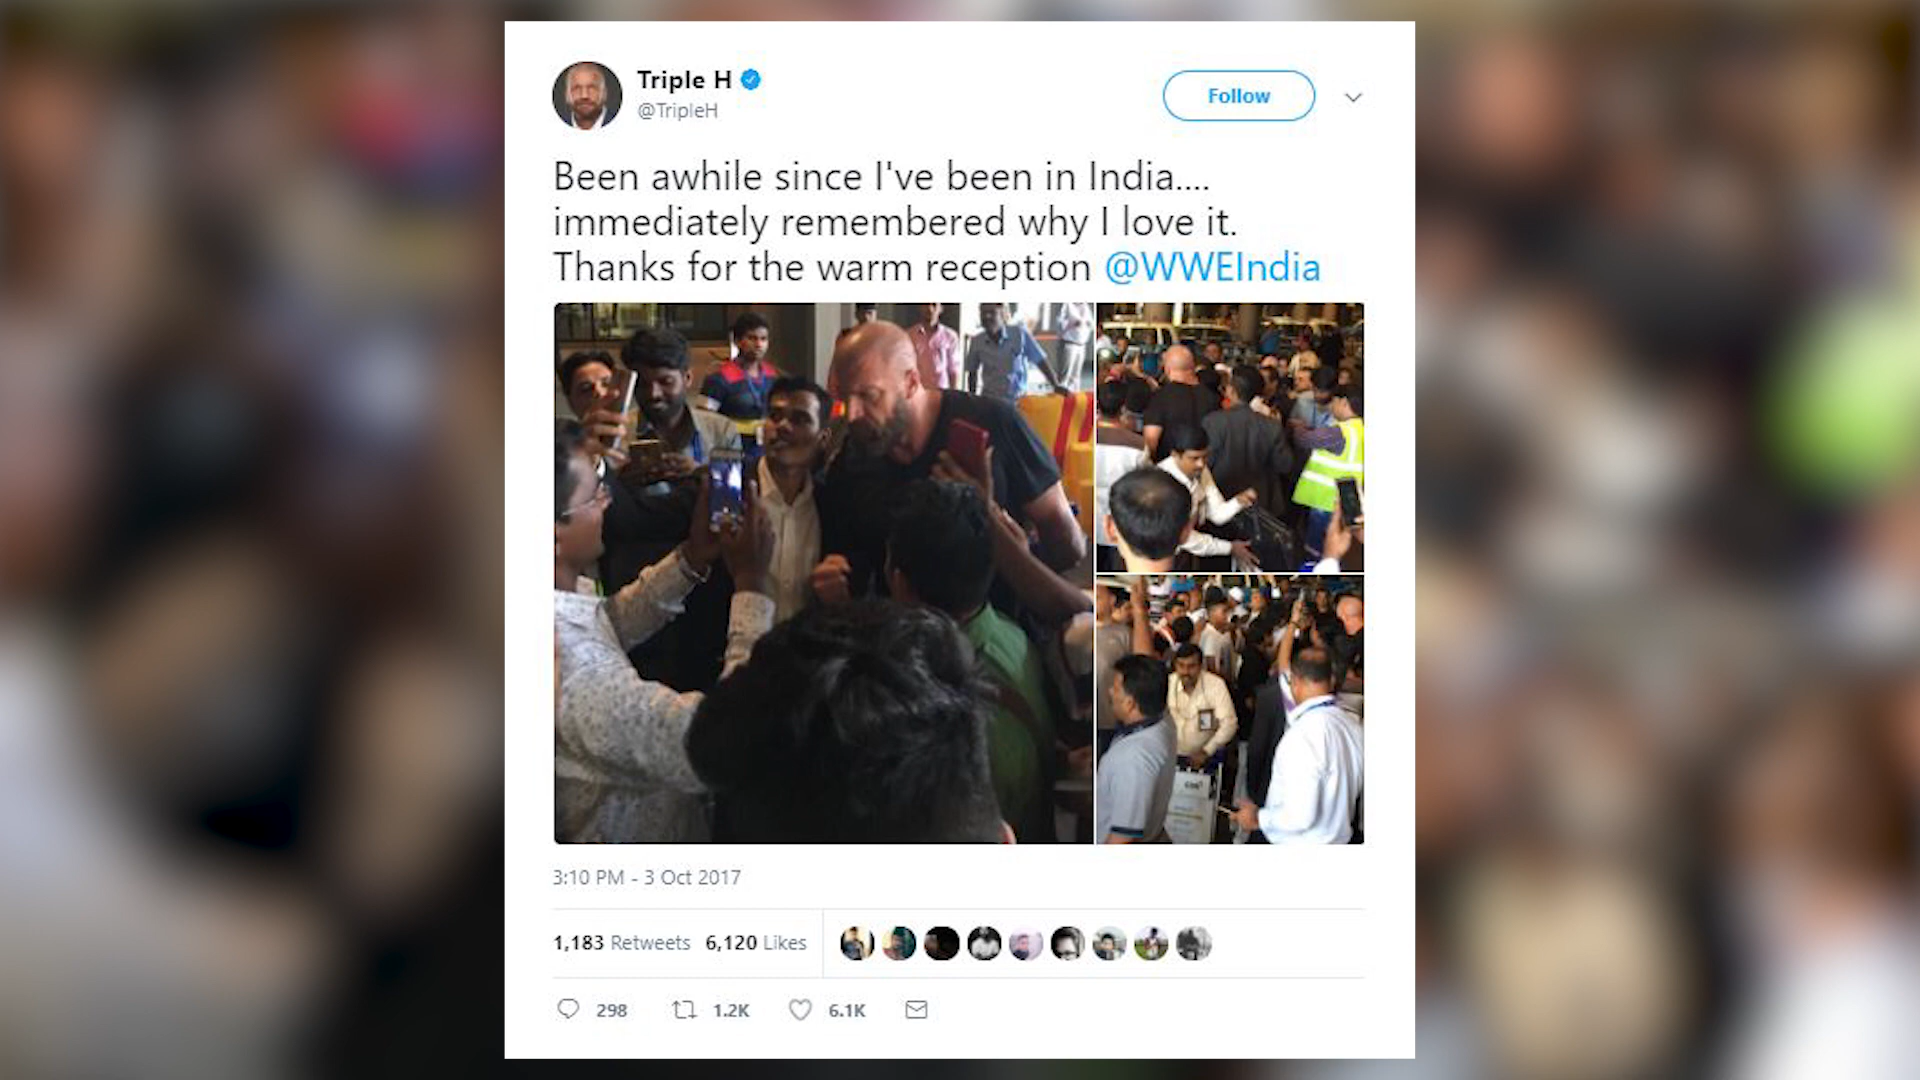 Triple H
@TripleH
Follow
Been awhile since I've been in India....
immediately remembered why I love it.
Thanks for the warm reception @WWEIndia
3:10 PM - 3 Oct 2017
1,183 Retweets 6,120 Likes
298 1.2K 6.1K